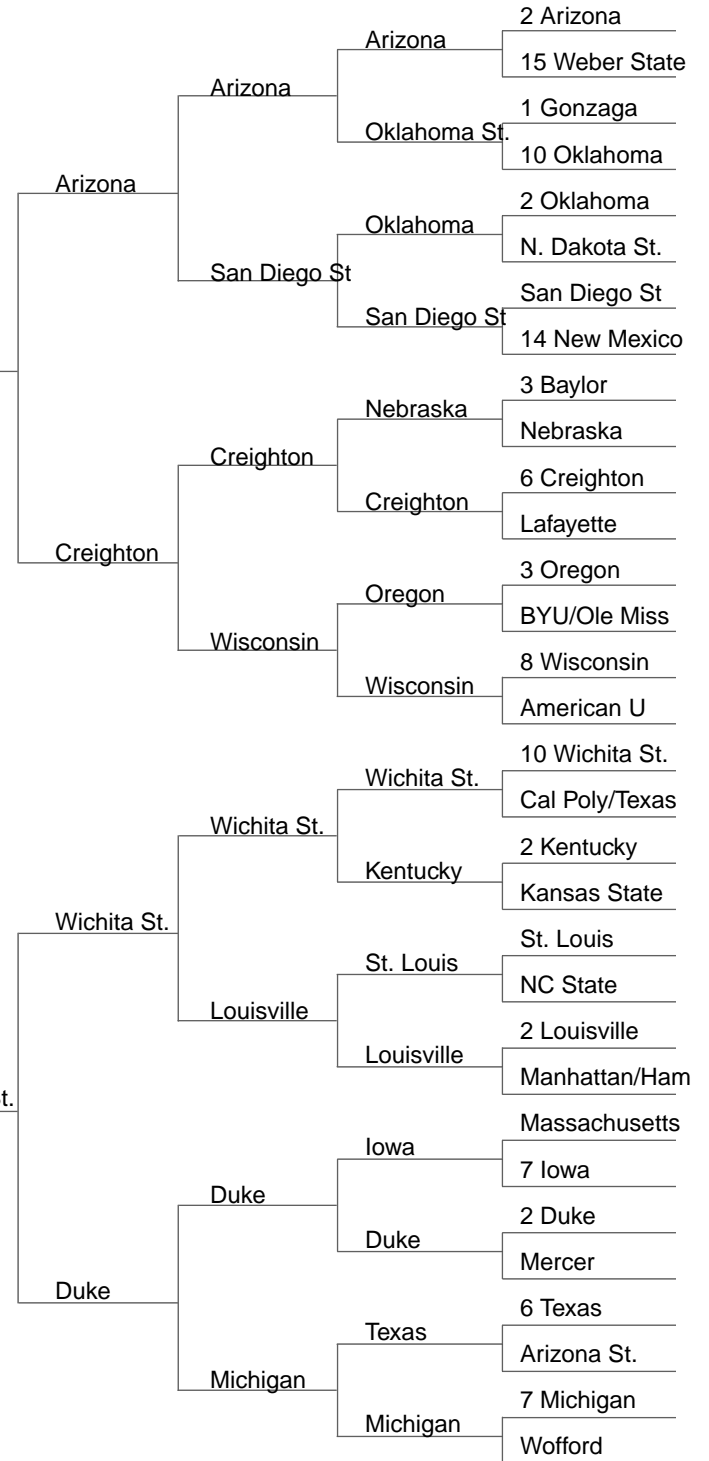 2 Arizona
Arizona
15 Weber State
Arizona
1 Gonzaga
Oklahoma St.
10 Oklahoma
Arizona
2 Oklahoma
Oklahoma
N. Dakota St.
San Diego St
San Diego St
San Diego St
14 New Mexico
3 Baylor
Nebraska
Nebraska
Creighton
6 Creighton
Creighton
Lafayette
Creighton
3 Oregon
Oregon
BYU/Ole Miss
Wisconsin
8 Wisconsin
Wisconsin
American U
10 Wichita St.
Wichita St.
Cal Poly/Texas
Wichita St.
2 Kentucky
Kentucky
Kansas State
Wichita St.
St. Louis
St. Louis
NC State
Louisville
2 Louisville
Louisville
Manhattan/Ham
t.
Massachusetts
Iowa
7 Iowa
Duke
2 Duke
Duke
Mercer
Duke
6 Texas
Texas
Arizona St.
Michigan
7 Michigan
Michigan
Wofford